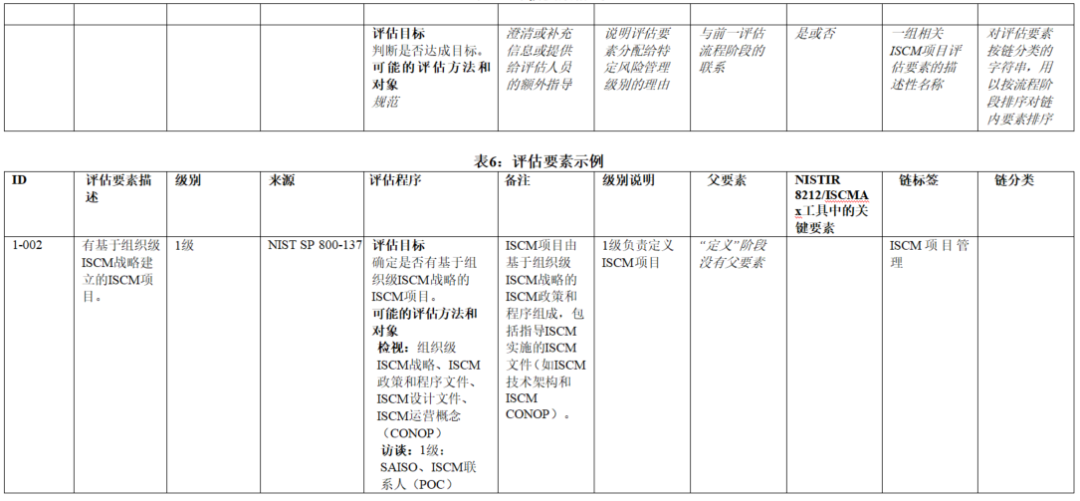 评估目标
判断是否达成目标。
可能的评估方法和
对象
规范
澄清或补充
信息或提供
给评估人员
的额外指导
说明评估要
素分配给特
定风险管理
级别的理由
与前一评估
流程阶段的
联系
是或否
一组相关
ISCM项目评
估要素的描
述性名称
对评估要素
按链分类的
字符串，用
以按流程阶
段排序对链
内要素排序
表6：评估要素示例
ID
评估要素描
述
级别
来源
评估程序
备注
级别说明
父要素
NISTIR
8212/ISCMA
x工具中的关
键要素
链标签
链分类
1-002
有基于组织级
ISCM战略建
立的ISCM项
目。
1级
NIST SP 800-137
评估目标
确定是否有基于组
织级ISCM战略的
ISCM项目。
可能的评估方法和
对象
检视：组织级
ISCM战略、ISCM
政策和程序文件、
ISCM设计文件、
ISCM运营概念
（CONOP）
访谈：1级：
SAISO、ISCM联
系人（POC）
ISCM项目由
基于组织级
ISCM战略的
ISCM政策和
程序组成，包
括指导ISCM
实施的ISCM
文件（如ISCM
技术架构和
ISCM
CONOP）。
1级负责定义
ISCM项目
“定义”阶段
没有父要素
ISCM项目管
理